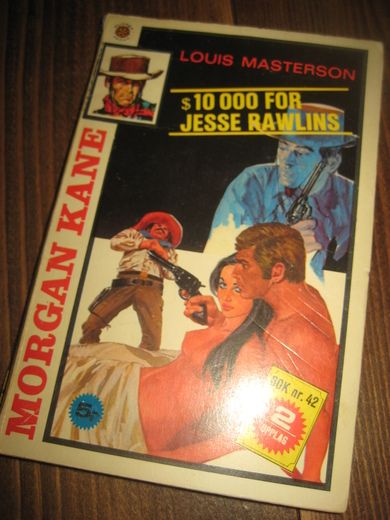 LOUIS MASTERSON
$10 000 FOR
JESSE RAWLINS
MORGAN KANE
5,-
BOK nr. 42
2
OPPLAG